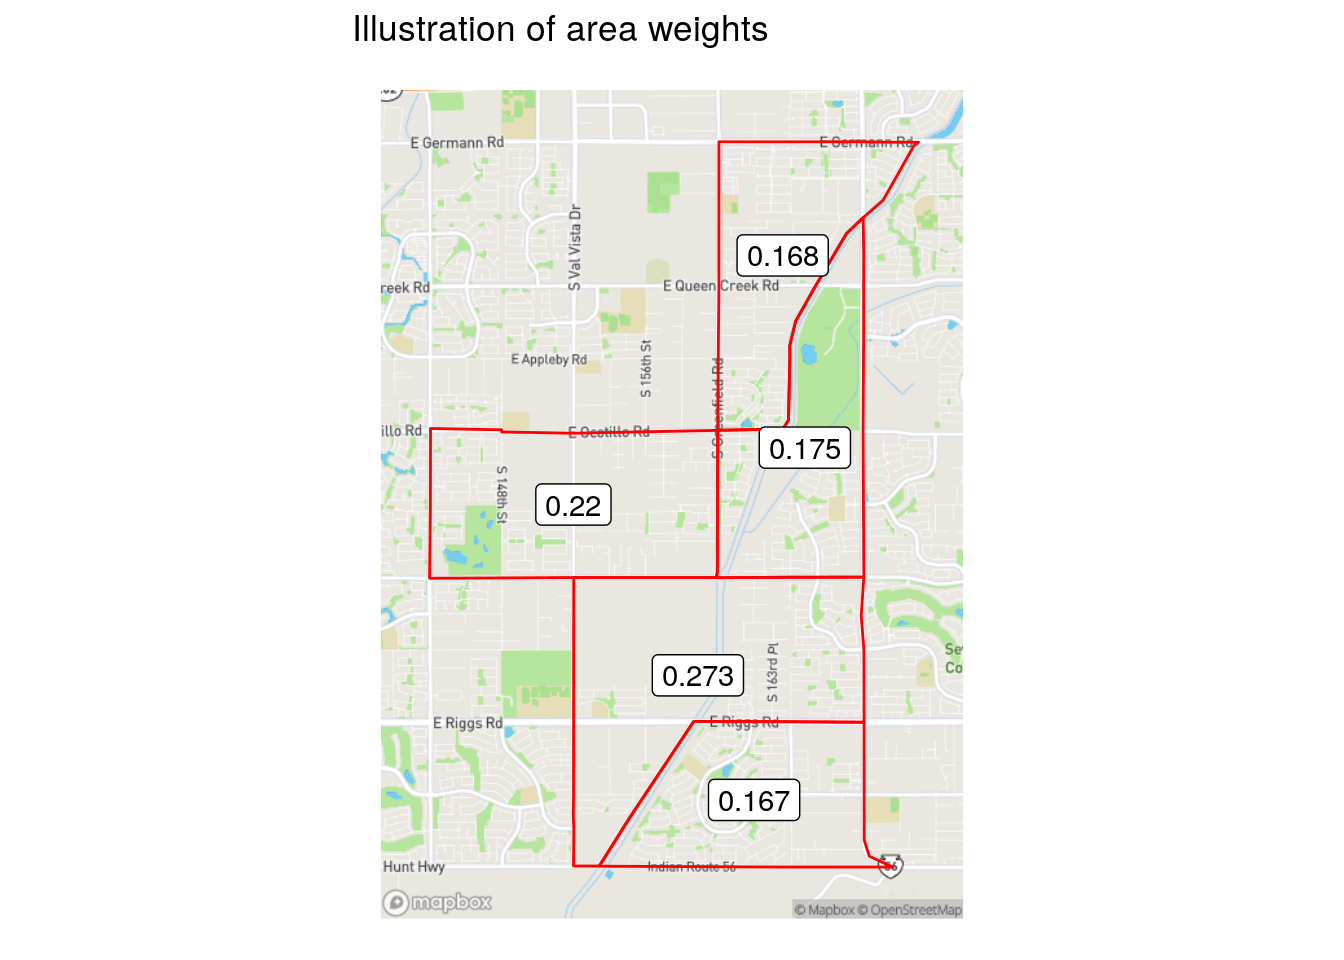 Illustration of area weights
E Germann Rd
E Germann Rd
S Val Vista Dr
0.168
reek Rd
E Queen Creek Rd
E Appleby Rd
S 156th St
S Greenfield Rd
illo Rd
E Ocotillo Rd
0.175
S 148th St
0.22
0.273
S 163rd Pl
Se
Co
E Riggs Rd
E Riggs Rd
0.167
Hunt Hwy
Indian Route 56
56
mapbox
© Mapbox © OpenStreetMap